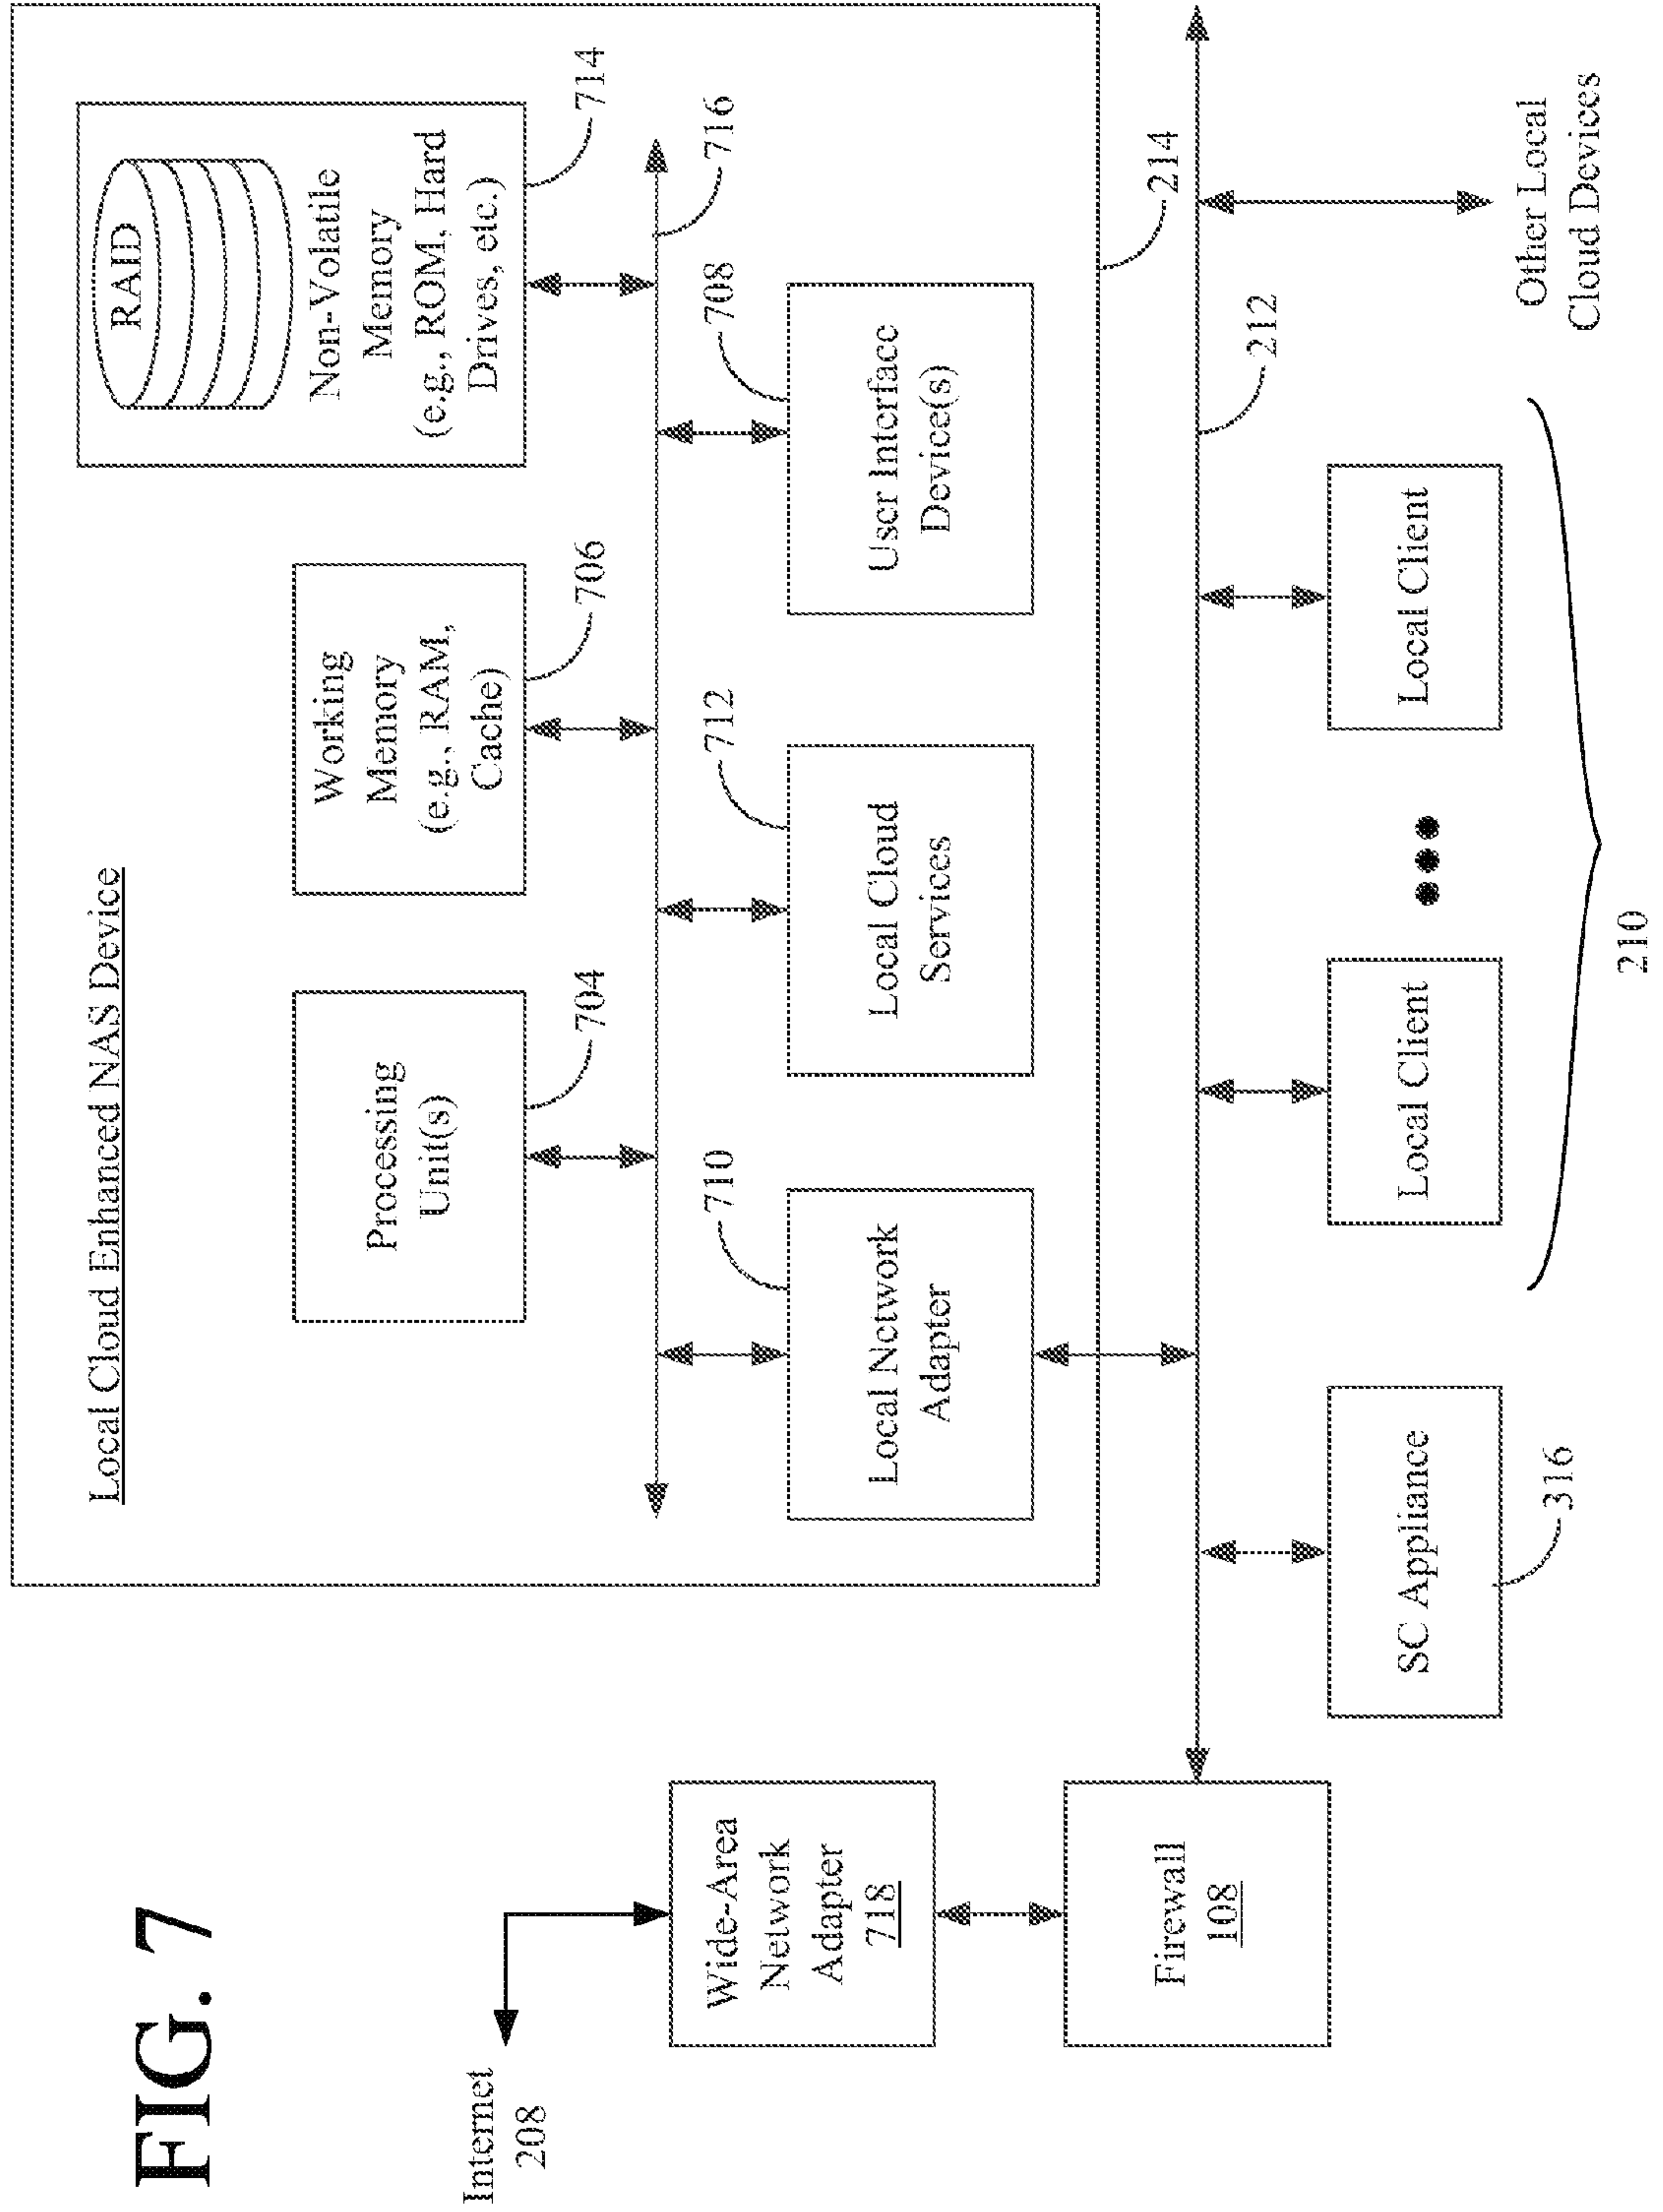 FIG. 7
Local Cloud Enhanced NAS Device
RAID
Non-Volatile
Memory
(e.g., ROM, Hard
Drives, etc.)
714
Working
Memory
(e.g., RAM,
Cache)
706
Processing
Unit(s)
704
716
710
712
708
Local Network
Adapter
Local Cloud
Services
User Interface
Device(s)
214
Internet
208
Wide-Area
Network
Adapter
718
Firewall
108
212
SC Appliance
316
Local Client
Local Client
210
Other Local
Cloud Devices